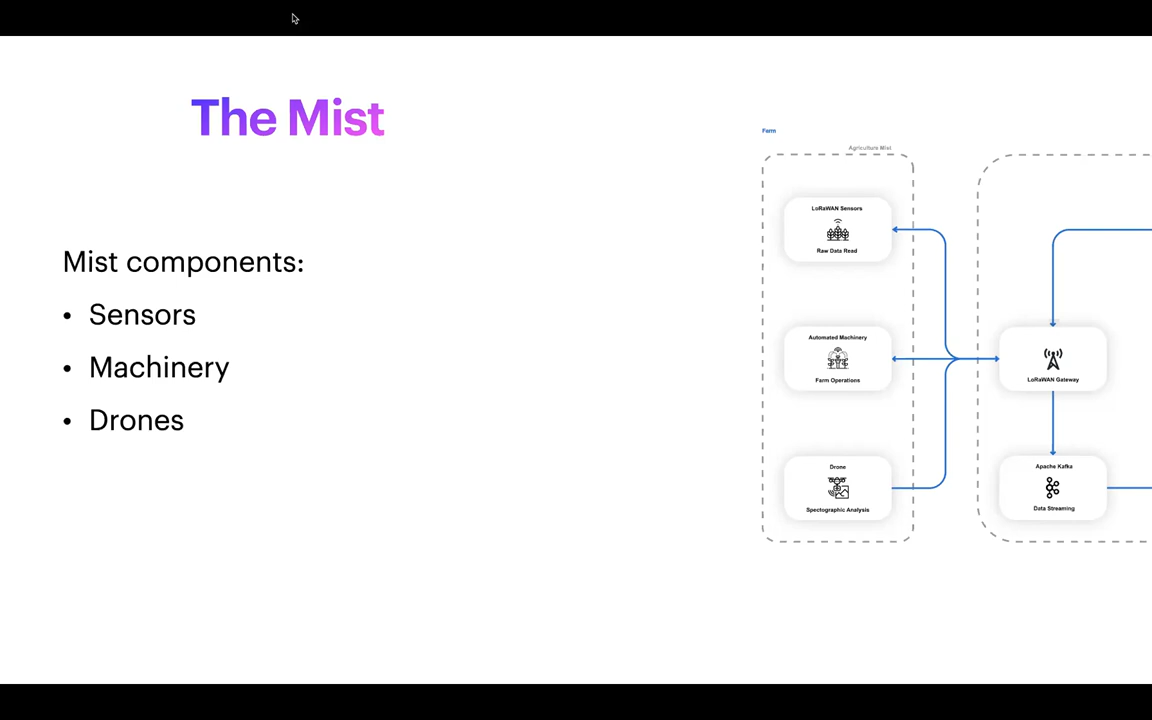 The Mist
Mist components:
• Sensors
• Machinery
• Drones
Farm
Agriculture Mist
LoRaWAN Sensors
Raw Data Read
Automated Machinery
Farm Operations
Drone
Spectographic Analysis
LoRaWAN Gateway
Apache Kafka
Data Streaming